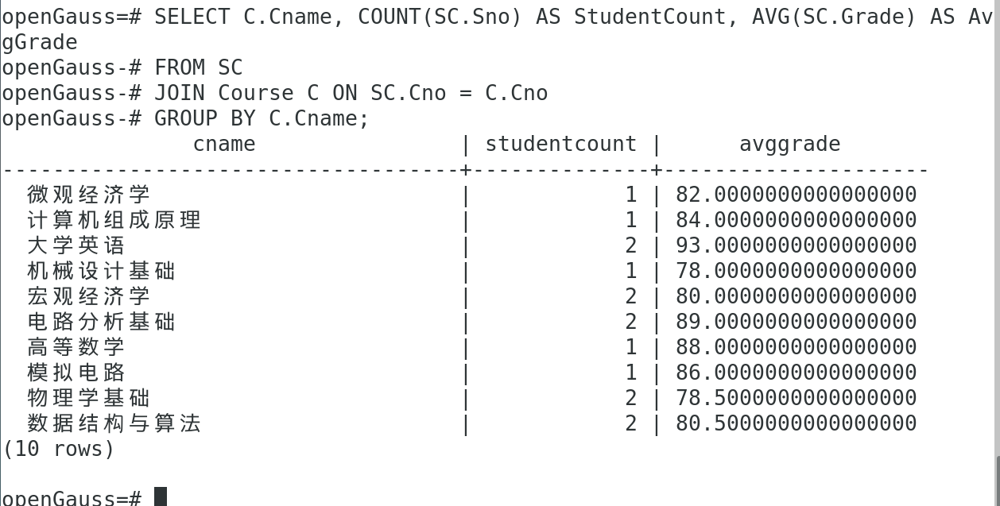 openGauss=# SELECT C.Cname, COUNT(SC.Sno) AS StudentCount, AVG(SC.Grade) AS Av
gGrade
openGauss-# FROM SC
openGauss-# JOIN Course C ON SC.Cno = C.Cno
openGauss-# GROUP BY C.Cname;
cname | studentcount | avggrade
------------------------------------+--------------+---------------------
微观经济学 | 1 | 82.0000000000000000
计算机组成原理 | 1 | 84.0000000000000000
大学英语 | 2 | 93.0000000000000000
机械设计基础 | 1 | 78.0000000000000000
宏观经济学 | 2 | 80.0000000000000000
电路分析基础 | 2 | 89.0000000000000000
高等数学 | 1 | 88.0000000000000000
模拟电路 | 1 | 86.0000000000000000
物理学基础 | 2 | 78.5000000000000000
数据结构与算法 | 2 | 80.5000000000000000
(10 rows)
openGauss=#